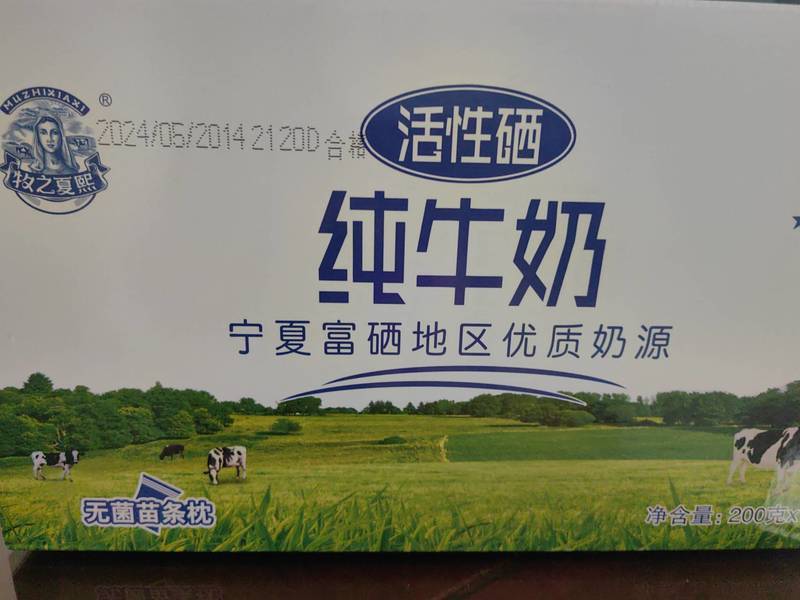 MUZHIXIAXI
®
牧之夏熙
2024/05/2014 2120D 合格
活性硒
纯牛奶
宁夏富硒地区优质奶源
无菌苗条枕
净含量：200克×